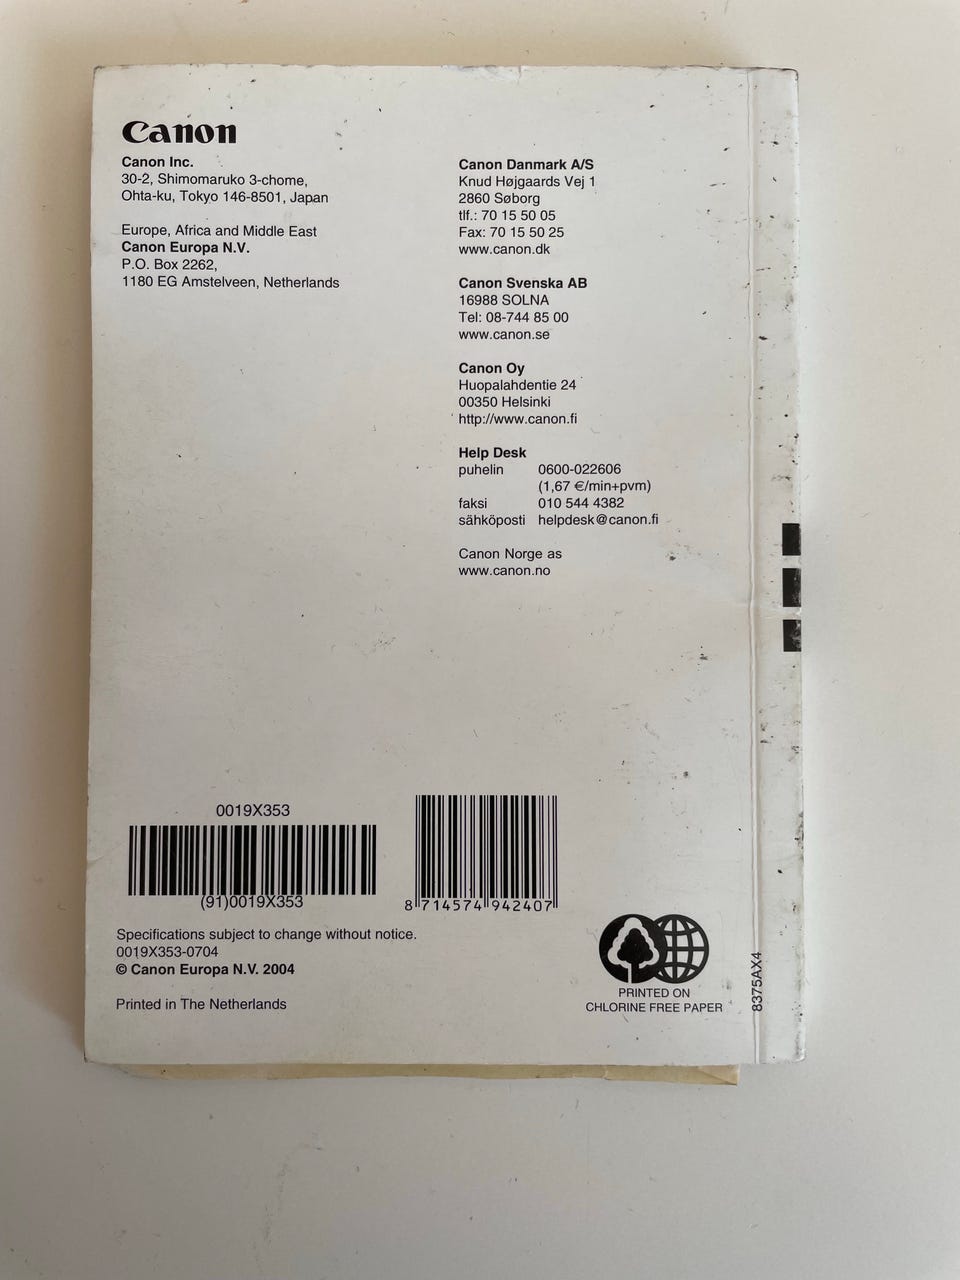 Canon
Canon Inc.
30-2, Shimomaruko 3-chome,
Ohta-ku, Tokyo 146-8501, Japan
Europe, Africa and Middle East
Canon Europa N.V.
P.O. Box 2262,
1180 EG Amstelveen, Netherlands
Canon Danmark A/S
Knud Højgaards Vej 1
2860 Søborg
tlf.: 70 15 50 05
Fax: 70 15 50 25
www.canon.dk
Canon Svenska AB
16988 SOLNA
Tel: 08-744 85 00
www.canon.se
Canon Oy
Huopalahdentie 24
00350 Helsinki
http://www.canon.fi
Help Desk
puhelin 0600-022606
(1,67 €/min+pvm)
faksi 010 544 4382
sähköposti helpdesk@canon.fi
Canon Norge as
www.canon.no
0019X353
(91)0019X353
8 714574 942407
Specifications subject to change without notice.
0019X353-0704
© Canon Europa N.V. 2004
Printed in The Netherlands
PRINTED ON
CHLORINE FREE PAPER
8375AX4